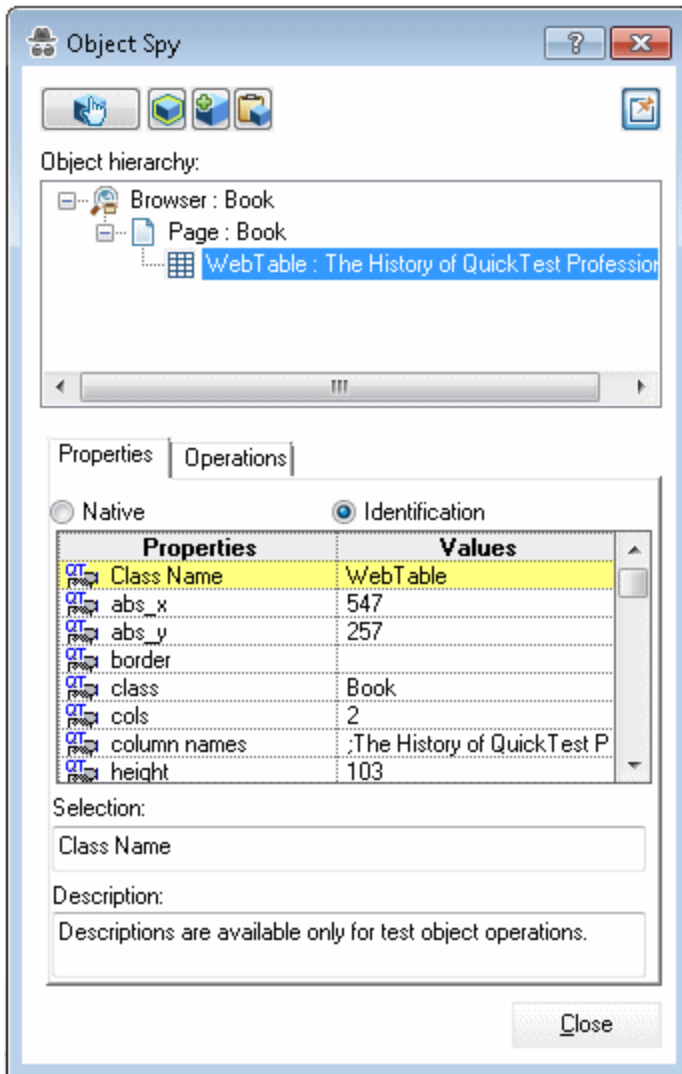 Object Spy
Object hierarchy:
Browser : Book
Page : Book
WebTable : The History of QuickTest Profession
Properties Operations
Native Identification
Properties Values
Class Name WebTable
abs_x 547
abs_y 257
border
class Book
cols 2
column names ;The History of QuickTest P
height 103
Selection:
Class Name
Description:
Descriptions are available only for test object operations.
Close